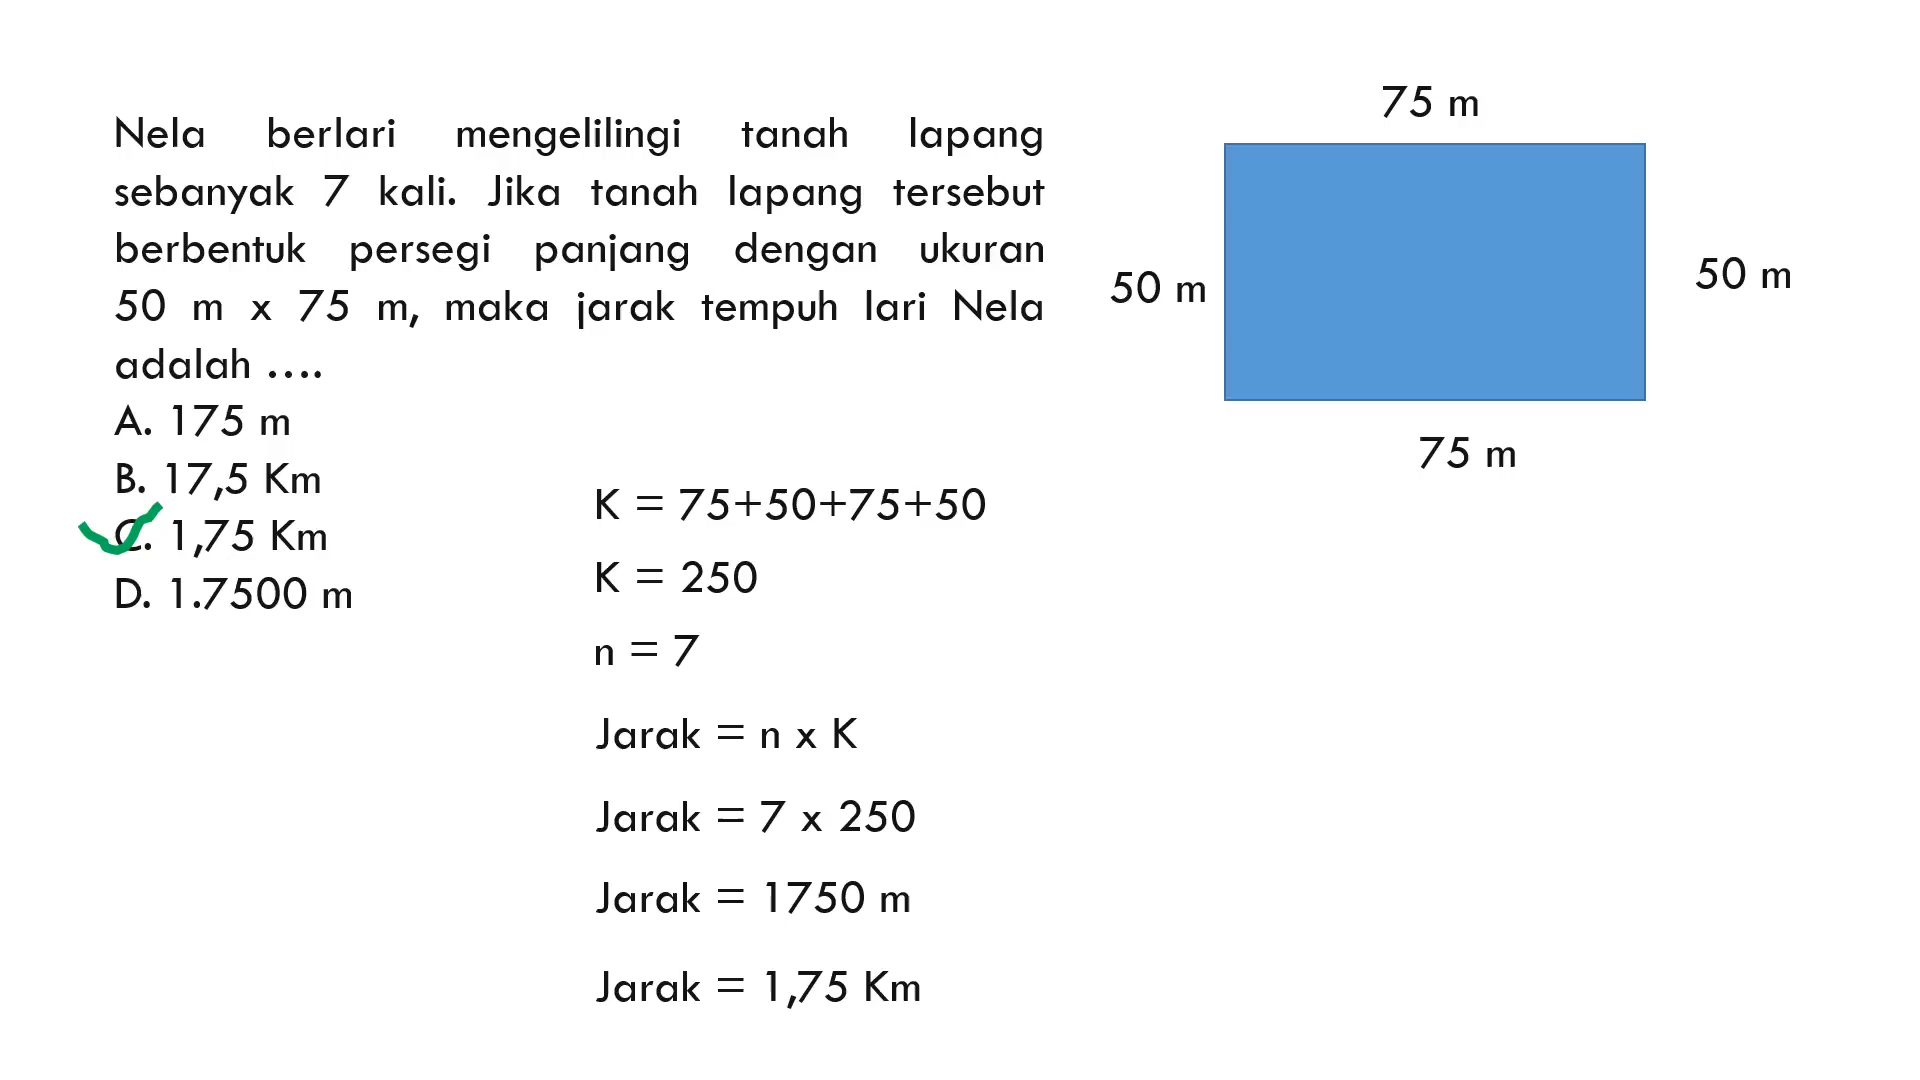 Nela berlari mengelilingi tanah lapang
sebanyak 7 kali. Jika tanah lapang tersebut
berbentuk persegi panjang dengan ukuran
50 m x 75 m, maka jarak tempuh lari Nela
adalah ....
A. 175 m
B. 17,5 Km
C. 1,75 Km
D. 1.7500 m
75 m
50 m
50 m
75 m
K = 75+50+75+50
K = 250
n = 7
Jarak = n x K
Jarak = 7 x 250
Jarak = 1750 m
Jarak = 1,75 Km